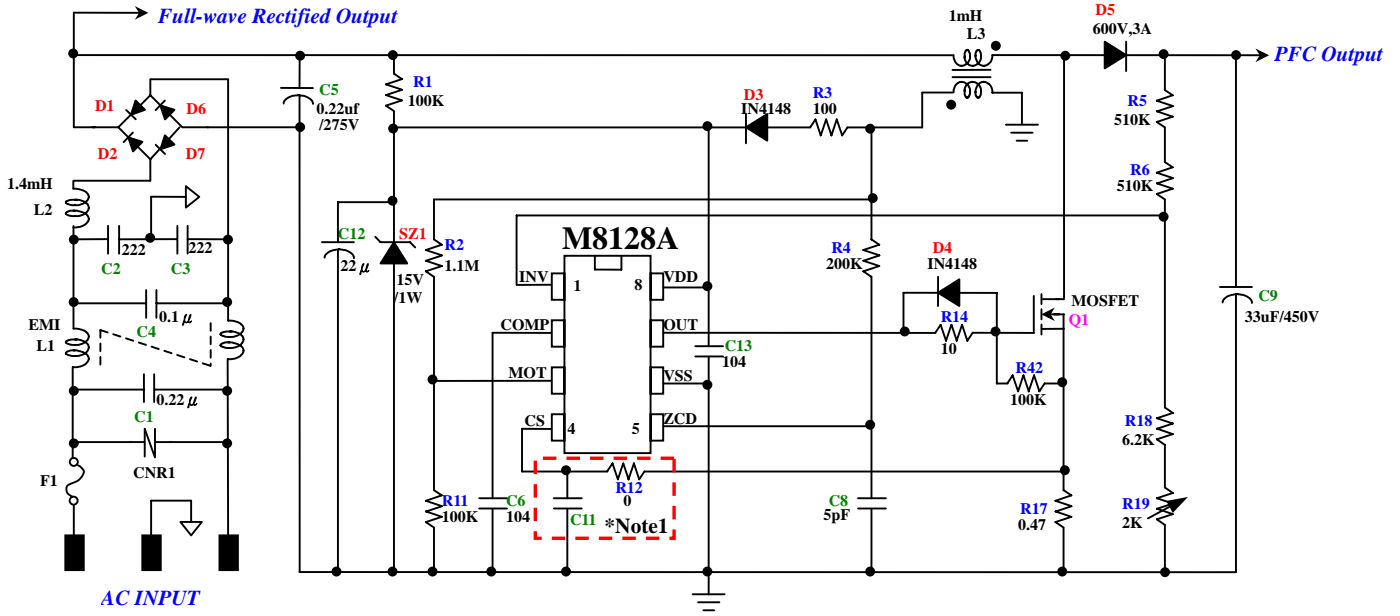 Full-wave Rectified Output
1mH
L3
D5
600V,3A
PFC Output
D1
D6
D2
D7
C5
0.22uf
/275V
R1
100K
D3
IN4148
R3
100
R5
510K
R6
510K
1.4mH
L2
222
222
C2
C3
C12
22μ
SZ1
15V
/1W
R2
1.1M
M8128A
INV
1
8
VDD
COMP
OUT
MOT
VSS
CS
4
5
ZCD
R4
200K
D4
IN4148
R14
10
MOSFET
Q1
C9
33uF/450V
0.1μ
C4
EMI
L1
0.22μ
C1
CNR1
F1
C13
104
R42
100K
R18
6.2K
R11
100K
C6
104
R12
0
C11
*Note1
C8
5pF
R17
0.47
R19
2K
AC INPUT